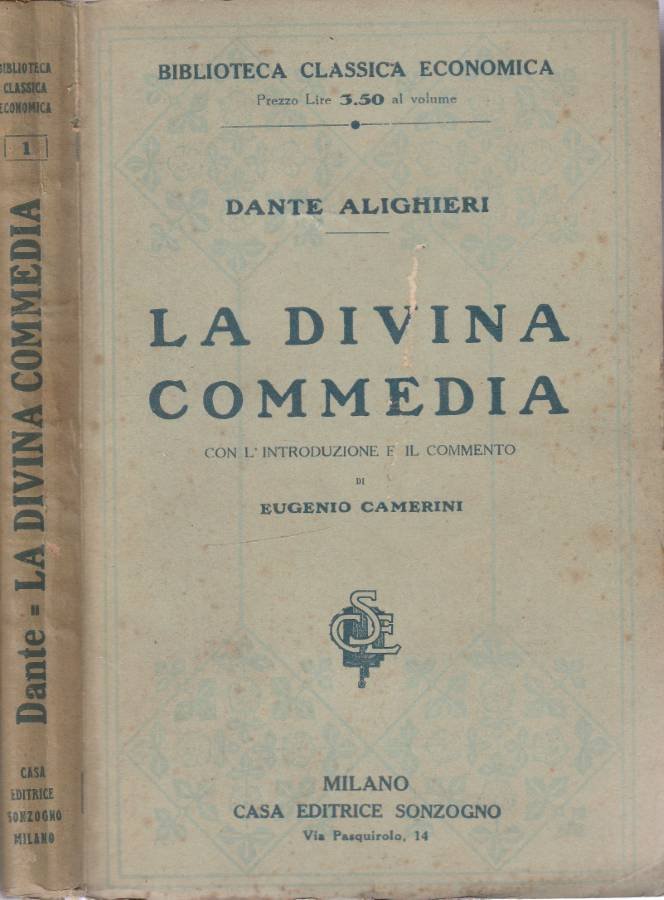 BIBLIOTECA
CLASSICA
ECONOMICA
1
Dante = LA DIVINA COMMEDIA
CASA
EDITRICE
SONZOGNO
MILANO
BIBLIOTECA CLASSICA ECONOMICA
Prezzo Lire 3.50 al volume
DANTE ALIGHIERI
LA DIVINA
COMMEDIA
CON L'INTRODUZIONE E IL COMMENTO
DI
EUGENIO CAMERINI
CSE
MILANO
CASA EDITRICE SONZOGNO
Via Pasquirolo, 14